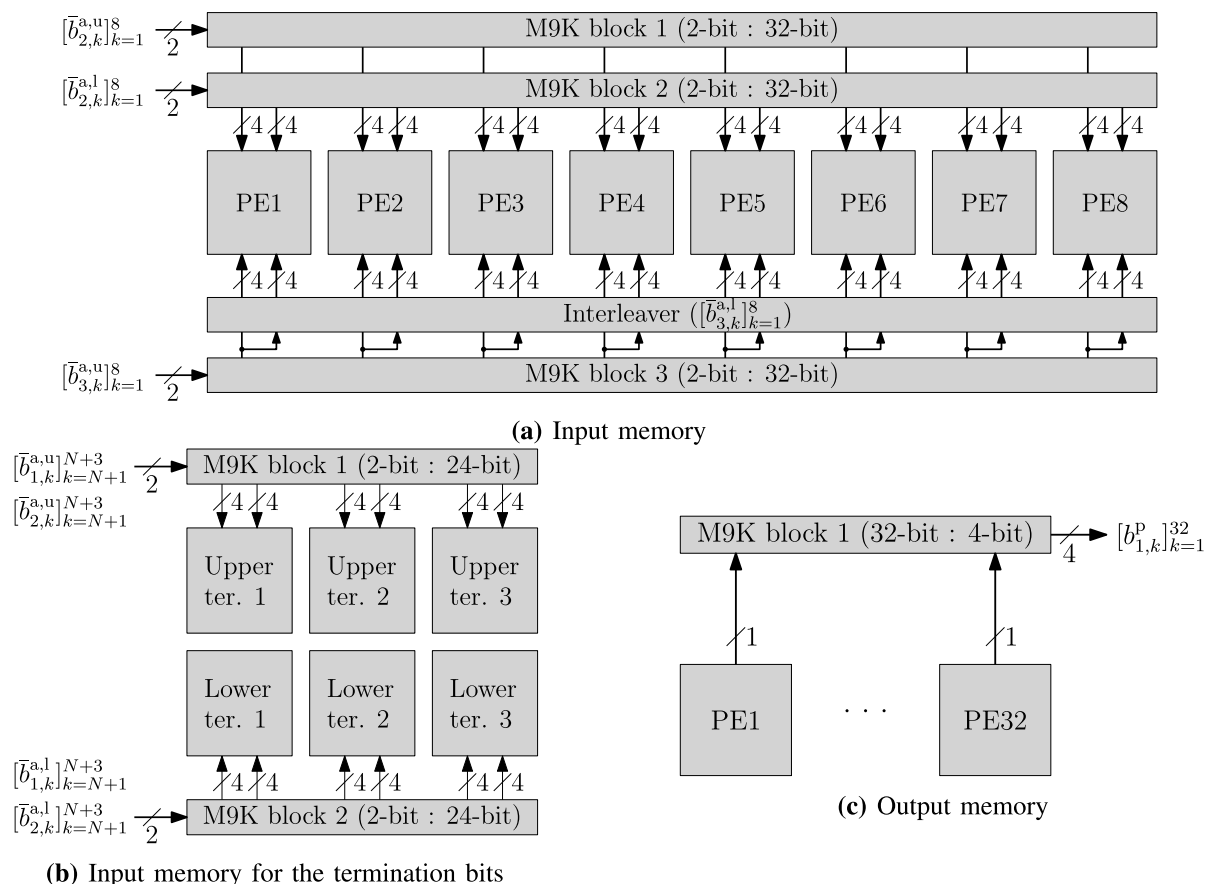 [b̅^{a,u}_{2,k}]^8_{k=1} 2 M9K block 1 (2-bit : 32-bit)
[b̅^{a,l}_{2,k}]^8_{k=1} 2 M9K block 2 (2-bit : 32-bit)
4 4 4 4 4 4 4 4 4 4 4 4 4 4 4 4
PE1 PE2 PE3 PE4 PE5 PE6 PE7 PE8
4 4 4 4 4 4 4 4 4 4 4 4 4 4 4 4
Interleaver ([b̅^{a,l}_{3,k}]^8_{k=1})
[b̅^{a,u}_{3,k}]^8_{k=1} 2 M9K block 3 (2-bit : 32-bit)
(a) Input memory
[b̅^{a,u}_{1,k}]^{N+3}_{k=N+1} 2 M9K block 1 (2-bit : 24-bit)
[b̅^{a,u}_{2,k}]^{N+3}_{k=N+1}
4 4 4 4 4 4
Upper ter. 1
Upper ter. 2
Upper ter. 3
Lower ter. 1
Lower ter. 2
Lower ter. 3
4 4 4 4 4 4
[b̅^{a,l}_{1,k}]^{N+3}_{k=N+1}
[b̅^{a,l}_{2,k}]^{N+3}_{k=N+1} 2 M9K block 2 (2-bit : 24-bit)
(b) Input memory for the termination bits
M9K block 1 (32-bit : 4-bit) 4 [b^p_{1,k}]^{32}_{k=1}
1 1
PE1 · · · PE32
(c) Output memory